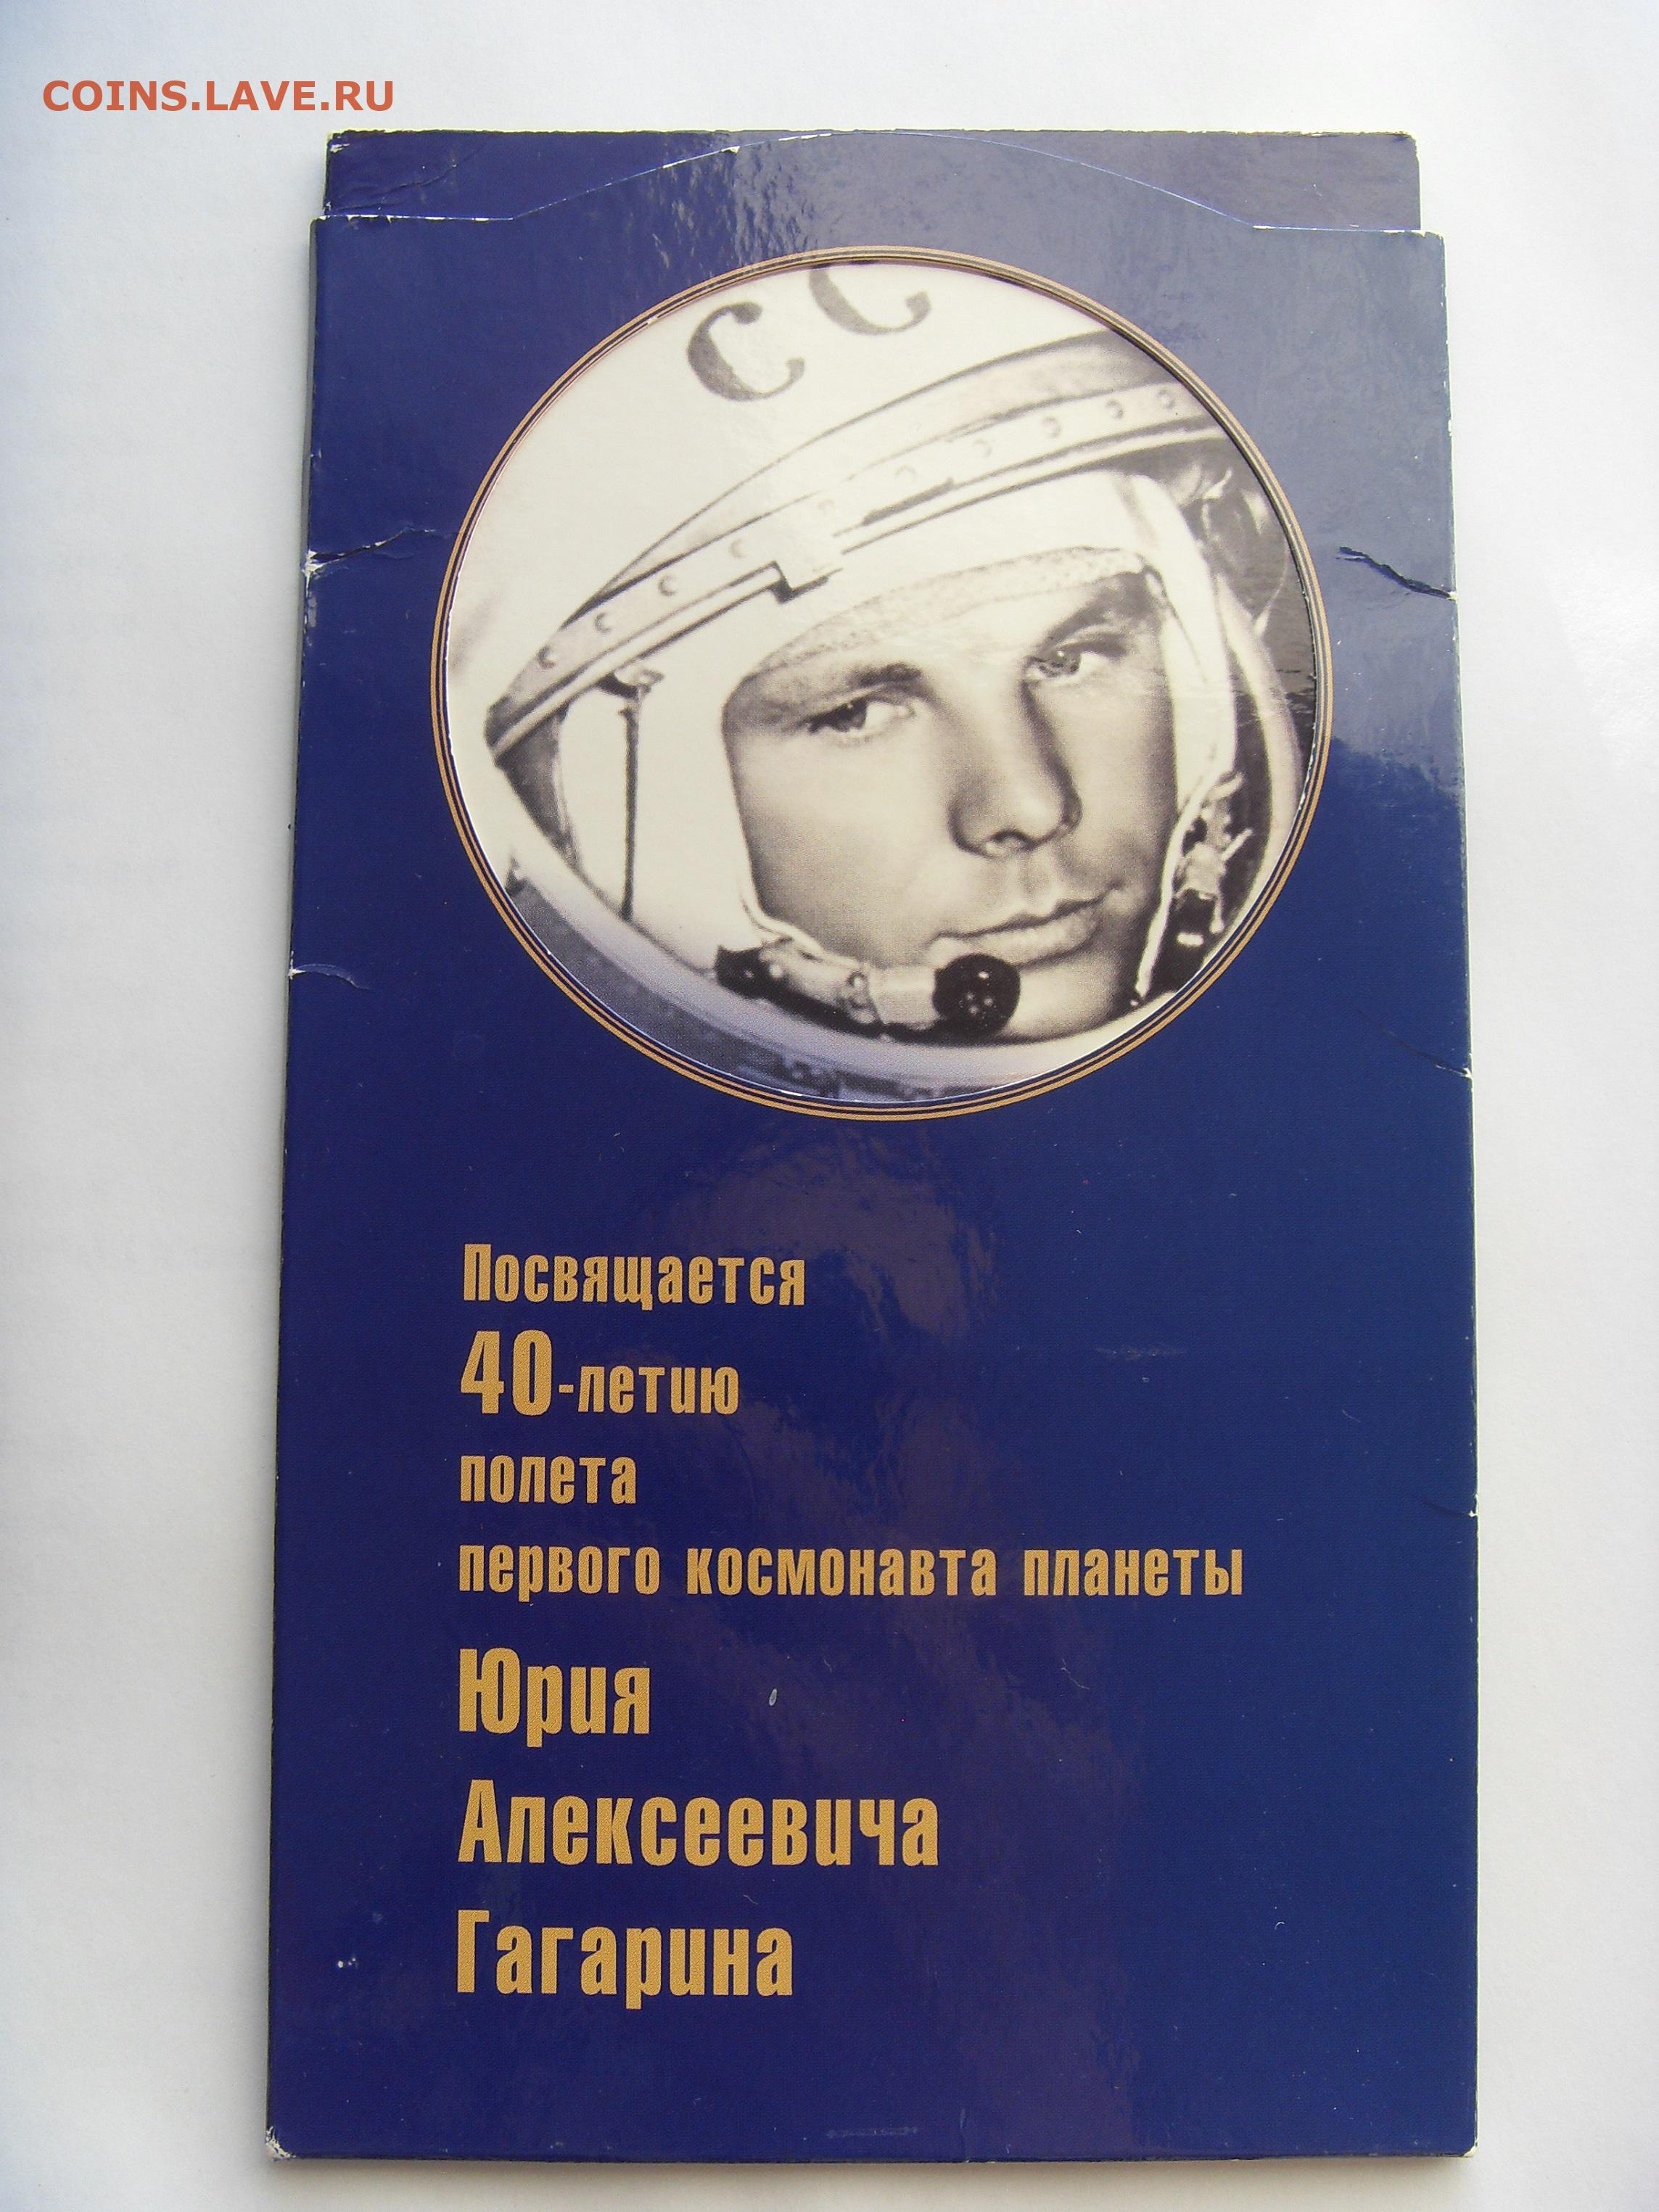 COINS.LAVE.RU
СС
Посвящается
40-летию
полета
первого космонавта планеты
Юрия
Алексеевича
Гагарина